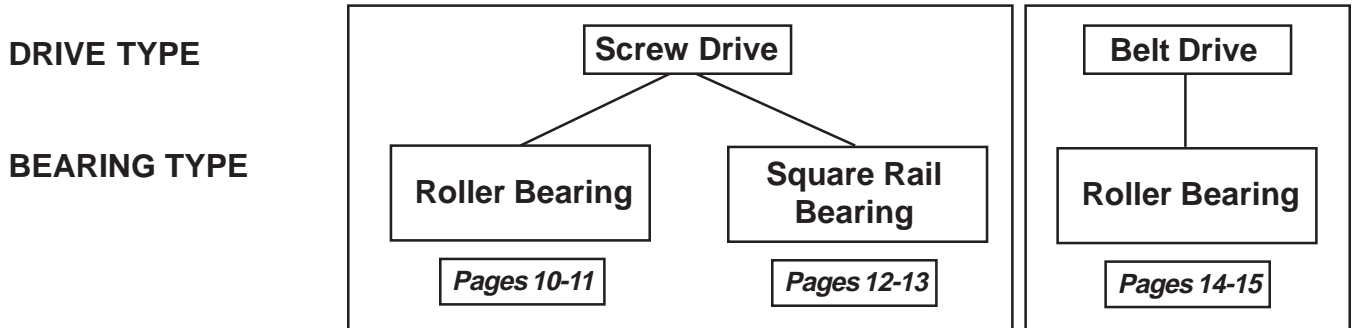 DRIVE TYPE
Screw Drive
Belt Drive
BEARING TYPE
Roller Bearing
Square Rail
Bearing
Roller Bearing
Pages 10-11
Pages 12-13
Pages 14-15